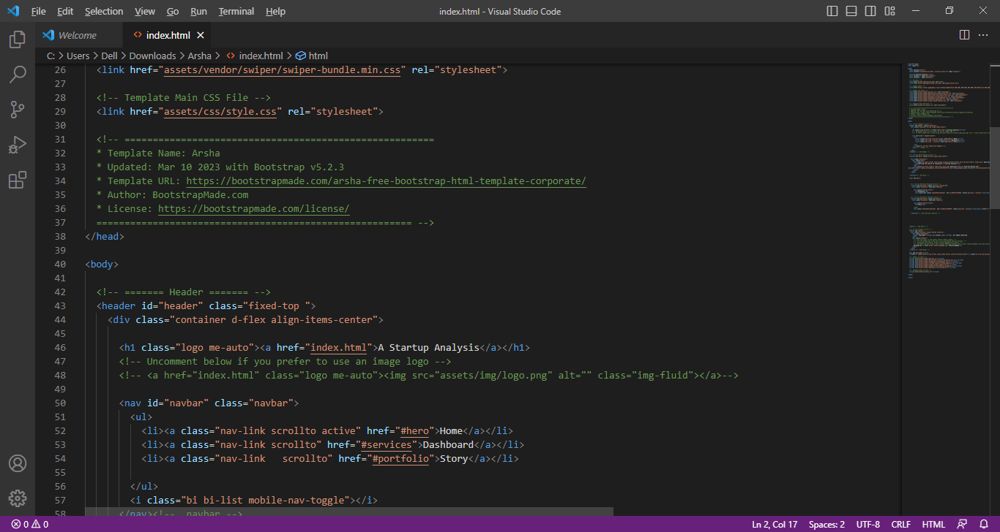 File Edit Selection View Go Run Terminal Help index.html - Visual Studio Code
Welcome index.html
C: > Users > Dell > Downloads > Arsha > index.html > html
26 <link href="assets/vendor/swiper/swiper-bundle.min.css" rel="stylesheet">
27
28 <!-- Template Main CSS File -->
29 <link href="assets/css/style.css" rel="stylesheet">
30
31 <!-- =======================================================
32 * Template Name: Arsha
33 * Updated: Mar 10 2023 with Bootstrap v5.2.3
34 * Template URL: https://bootstrapmade.com/arsha-free-bootstrap-html-template-corporate/
35 * Author: BootstrapMade.com
36 * License: https://bootstrapmade.com/license/
37 ======================================================== -->
38 </head>
39
40 <body>
41
42 <!-- ======= Header ======= -->
43 <header id="header" class="fixed-top ">
44 <div class="container d-flex align-items-center">
45
46 <h1 class="logo me-auto"><a href="index.html">A Startup Analysis</a></h1>
47 <!-- Uncomment below if you prefer to use an image logo -->
48 <!-- <a href="index.html" class="logo me-auto"><img src="assets/img/logo.png" alt="" class="img-fluid"></a>-->
49
50 <nav id="navbar" class="navbar">
51 <ul>
52 <li><a class="nav-link scrollto active" href="#hero">Home</a></li>
53 <li><a class="nav-link scrollto" href="#services">Dashboard</a></li>
54 <li><a class="nav-link   scrollto" href="#portfolio">Story</a></li>
55
56 </ul>
57 <i class="bi bi-list mobile-nav-toggle"></i>
58 </nav><!-- .navbar -->
0 0 Ln 2, Col 17 Spaces: 2 UTF-8 CRLF HTML